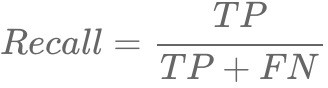 Recall = TP / TP + FN